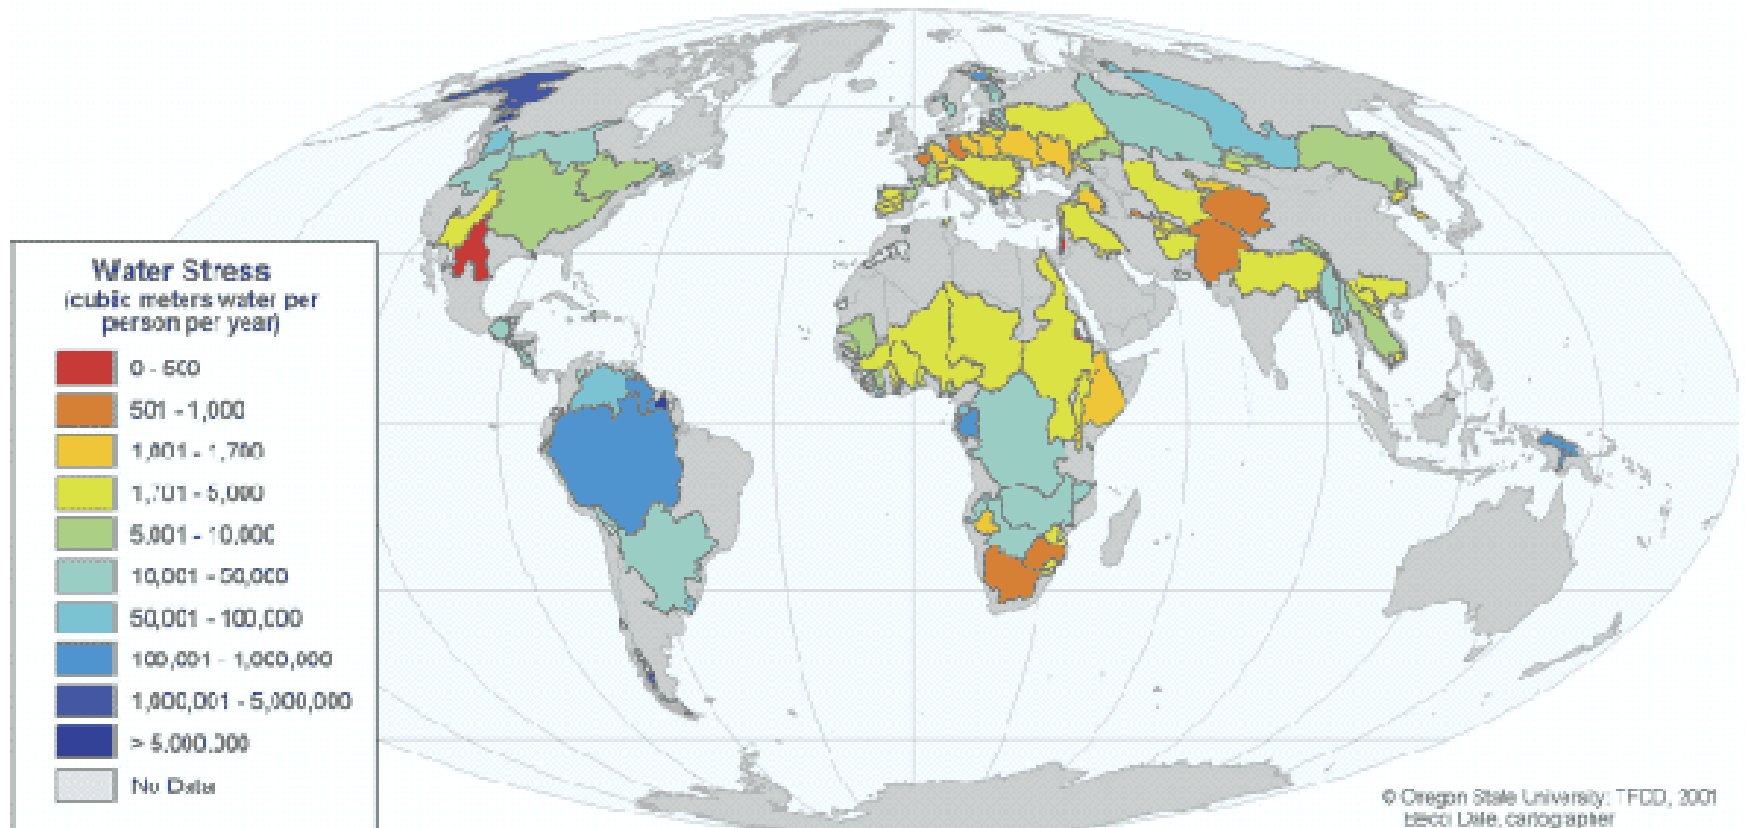 Water Stress
(cubic meters water per
person per year)
0 - 500
501 - 1,000
1,001 - 1,700
1,701 - 5,000
5,001 - 10,000
10,001 - 50,000
50,001 - 100,000
100,001 - 1,000,000
1,000,001 - 5,000,000
> 5,000,000
No Data
© Oregon State University: TFDD, 2001
Becci Dale, cartographer